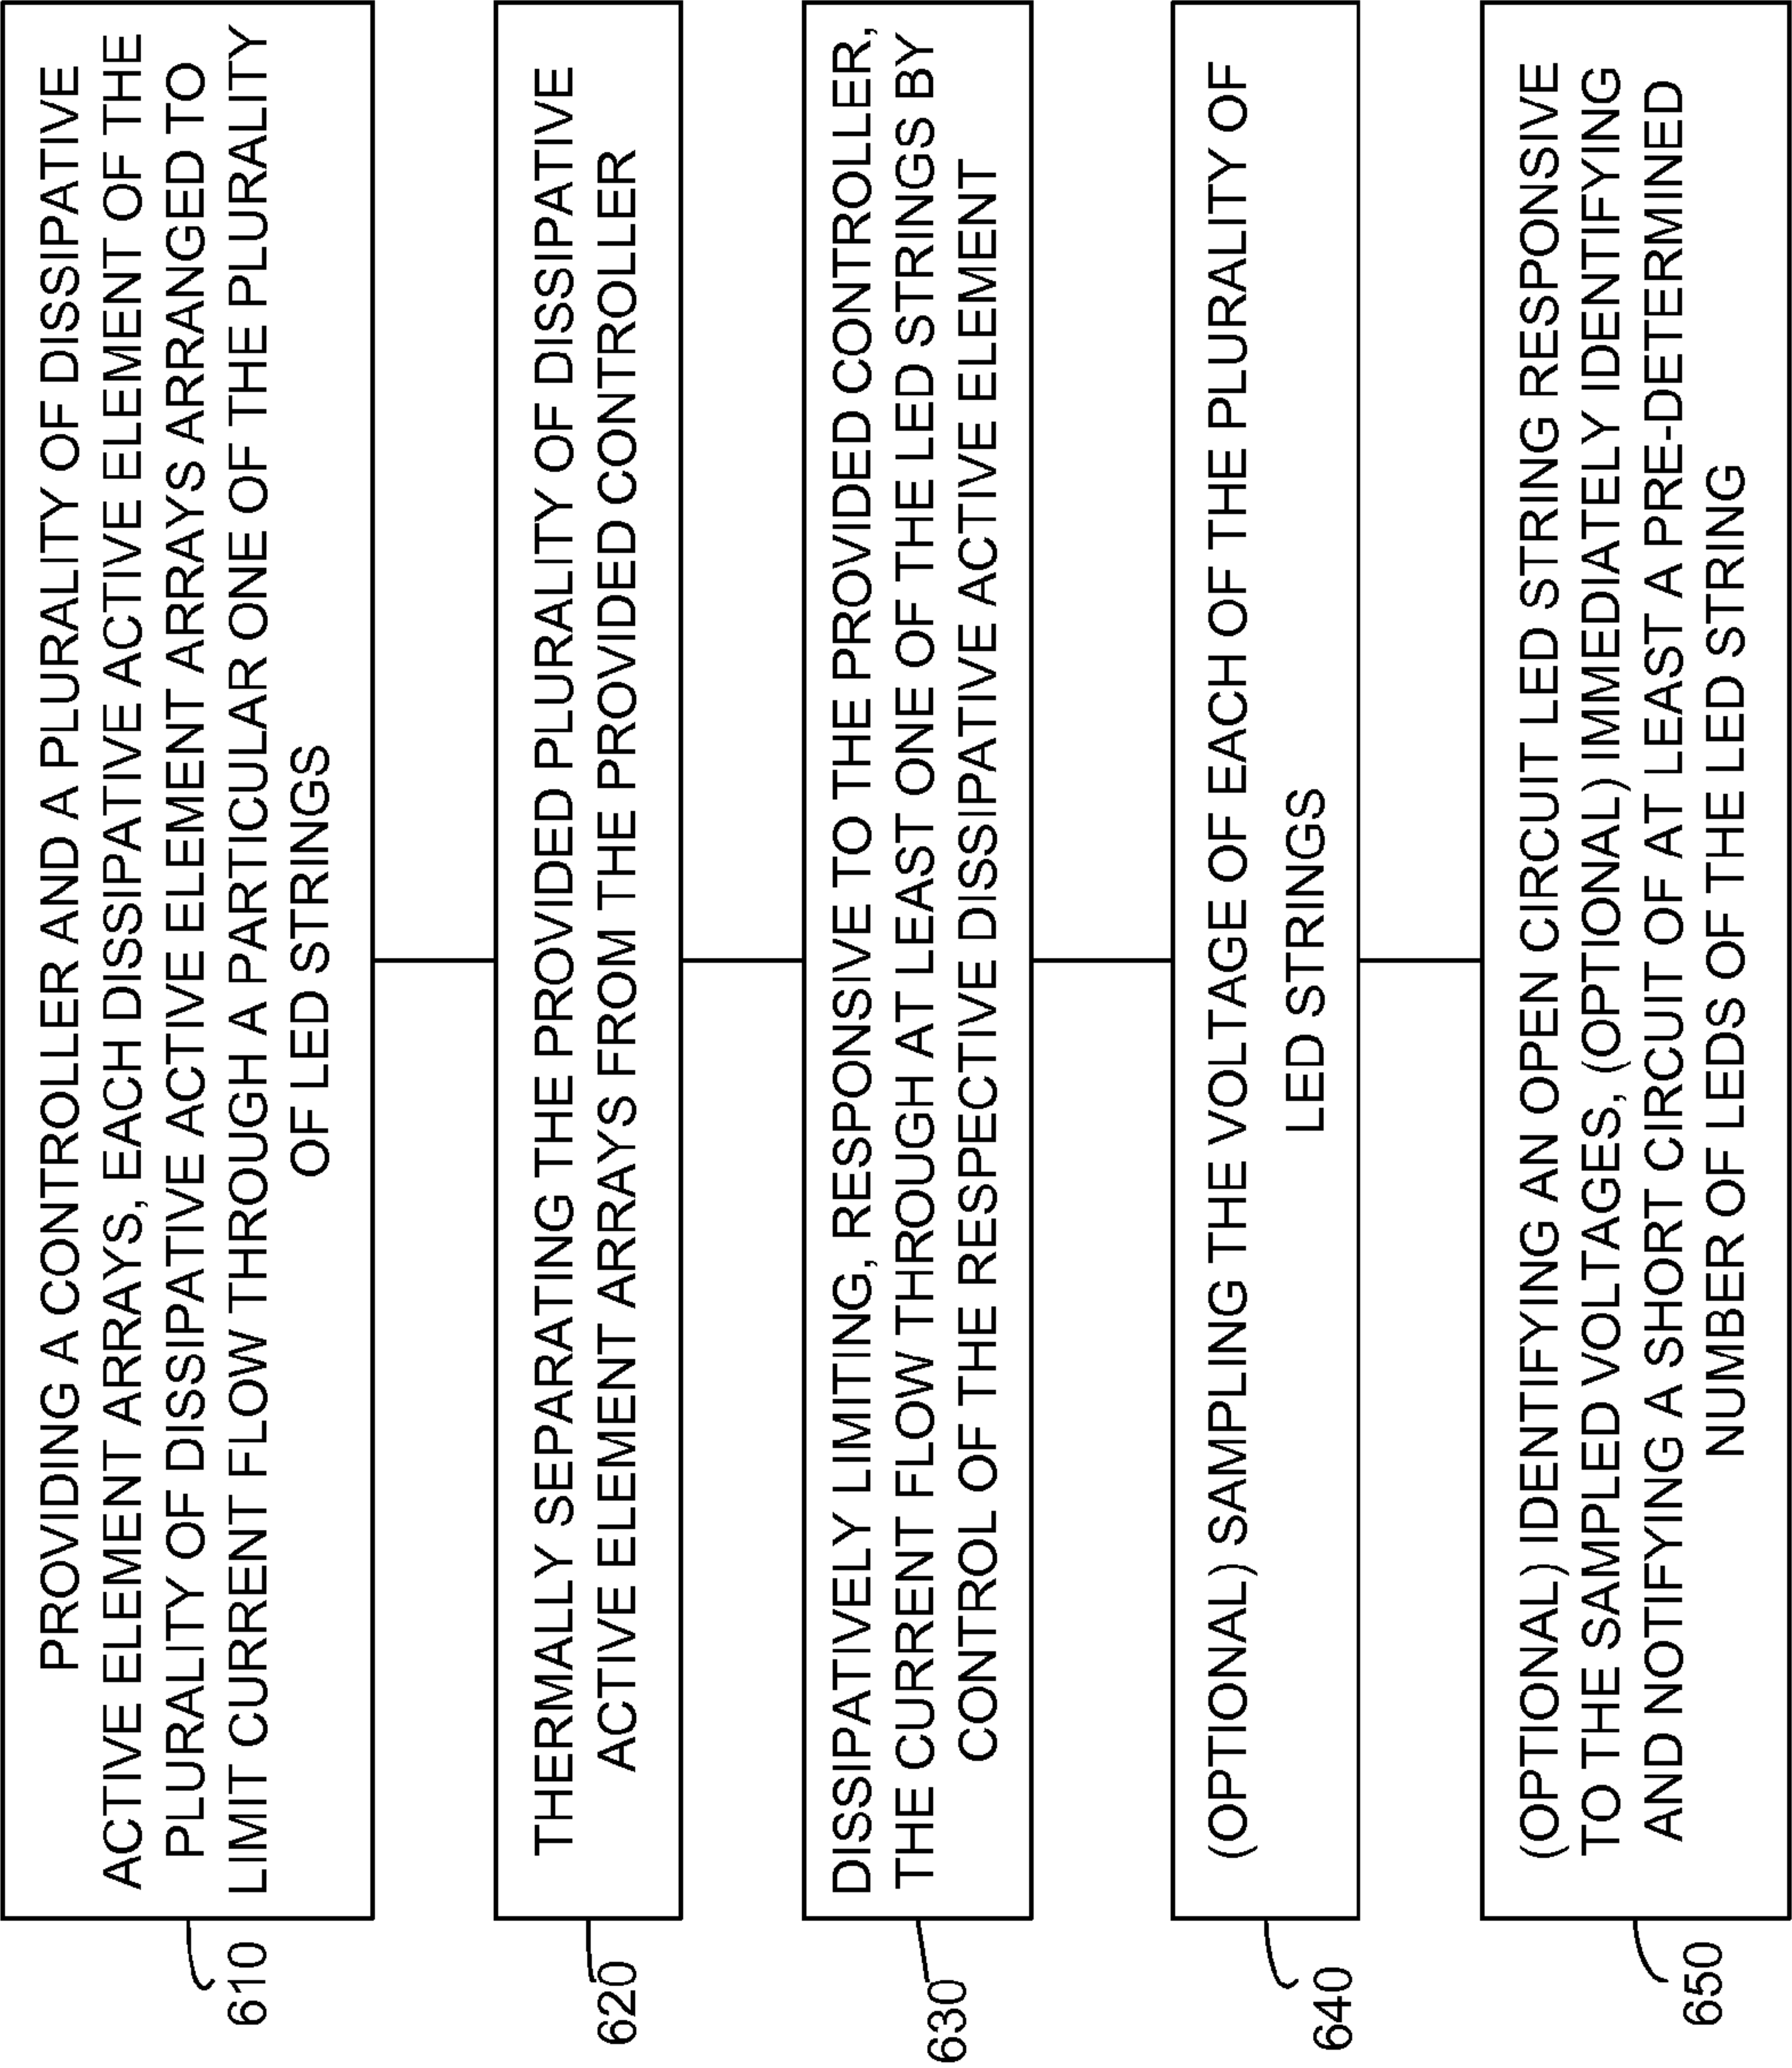 PROVIDING A CONTROLLER AND A PLURALITY OF DISSIPATIVE
ACTIVE ELEMENT ARRAYS, EACH DISSIPATIVE ACTIVE ELEMENT OF THE
PLURALITY OF DISSIPATIVE ACTIVE ELEMENT ARRAYS ARRANGED TO
LIMIT CURRENT FLOW THROUGH A PARTICULAR ONE OF THE PLURALITY
OF LED STRINGS
610
THERMALLY SEPARATING THE PROVIDED PLURALITY OF DISSIPATIVE
ACTIVE ELEMENT ARRAYS FROM THE PROVIDED CONTROLLER
620
DISSIPATIVELY LIMITING, RESPONSIVE TO THE PROVIDED CONTROLLER,
THE CURRENT FLOW THROUGH AT LEAST ONE OF THE LED STRINGS BY
CONTROL OF THE RESPECTIVE DISSIPATIVE ACTIVE ELEMENT
630
(OPTIONAL) SAMPLING THE VOLTAGE OF EACH OF THE PLURALITY OF
LED STRINGS
640
(OPTIONAL) IDENTIFYING AN OPEN CIRCUIT LED STRING RESPONSIVE
TO THE SAMPLED VOLTAGES, (OPTIONAL) IMMEDIATELY IDENTIFYING
AND NOTIFYING A SHORT CIRCUIT OF AT LEAST A PRE-DETERMINED
NUMBER OF LEDS OF THE LED STRING
650